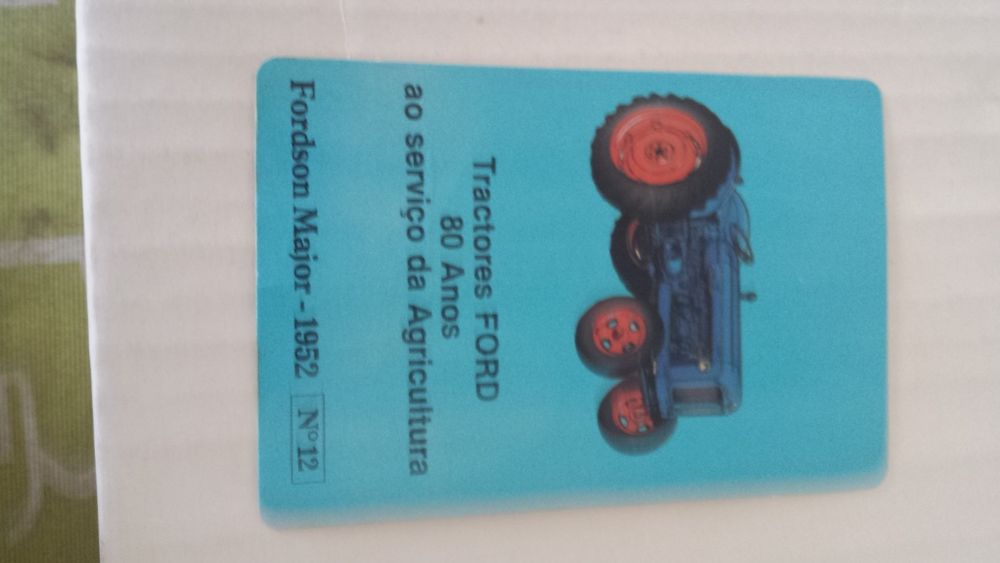 Tractores FORD
80 Anos
ao serviço da Agricultura
Fordson Major - 1952 Nº12